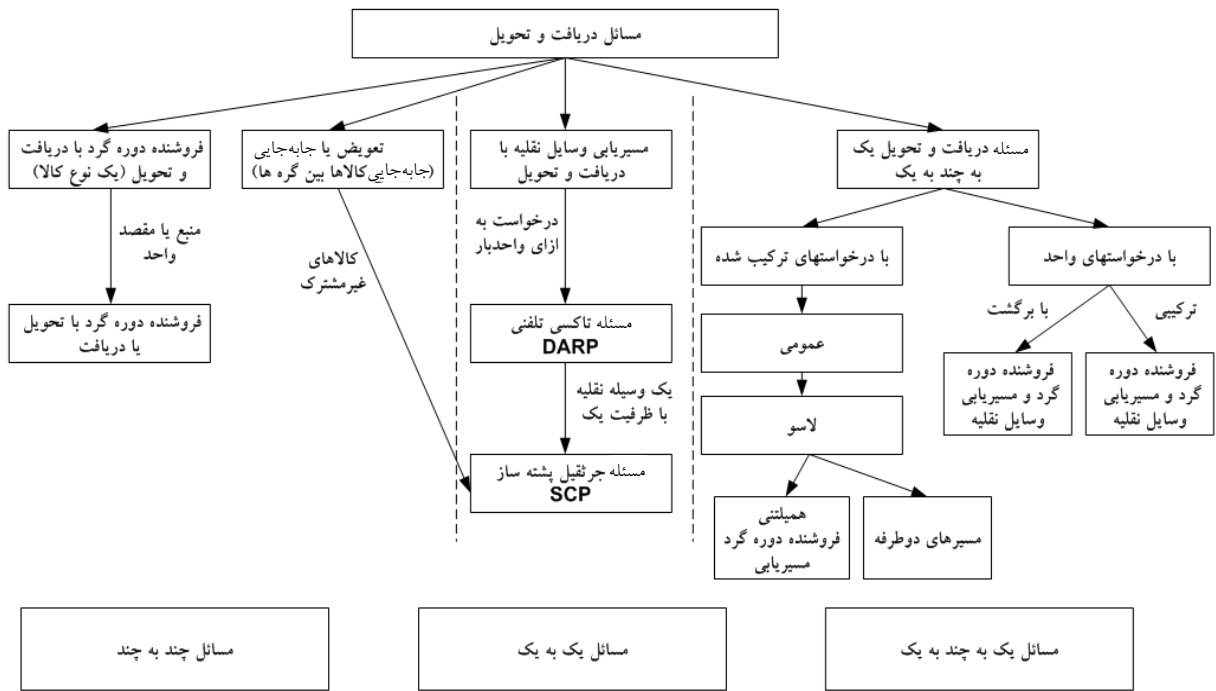 مسائل دریافت و تحویل
مسئله دریافت و تحویل یک
به چند به یک
مسیریابی وسایل نقلیه با
دریافت و تحویل
تعویض یا جابه‌جایی
(جابه‌جایی کالاها بین گره ها)
فروشنده دوره گرد با دریافت
و تحویل (یک نوع کالا)
با درخواستهای واحد
با درخواستهای ترکیب شده
درخواست به
ازای واحدبار
کالاهای
غیرمشترک
منبع یا مقصد
واحد
ترکیبی
با برگشت
عمومی
مسئله تاکسی تلفنی
DARP
فروشنده دوره گرد با تحویل
یا دریافت
فروشنده دوره
گرد و مسیریابی
وسایل نقلیه
فروشنده دوره
گرد و مسیریابی
وسایل نقلیه
لاسو
یک وسیله نقلیه
با ظرفیت یک
مسئله جرثقیل پشته ساز
SCP
مسیرهای دوطرفه
همیلتنی
فروشنده دوره گرد
مسیریابی
مسائل یک به چند به یک
مسائل یک به یک
مسائل چند به چند